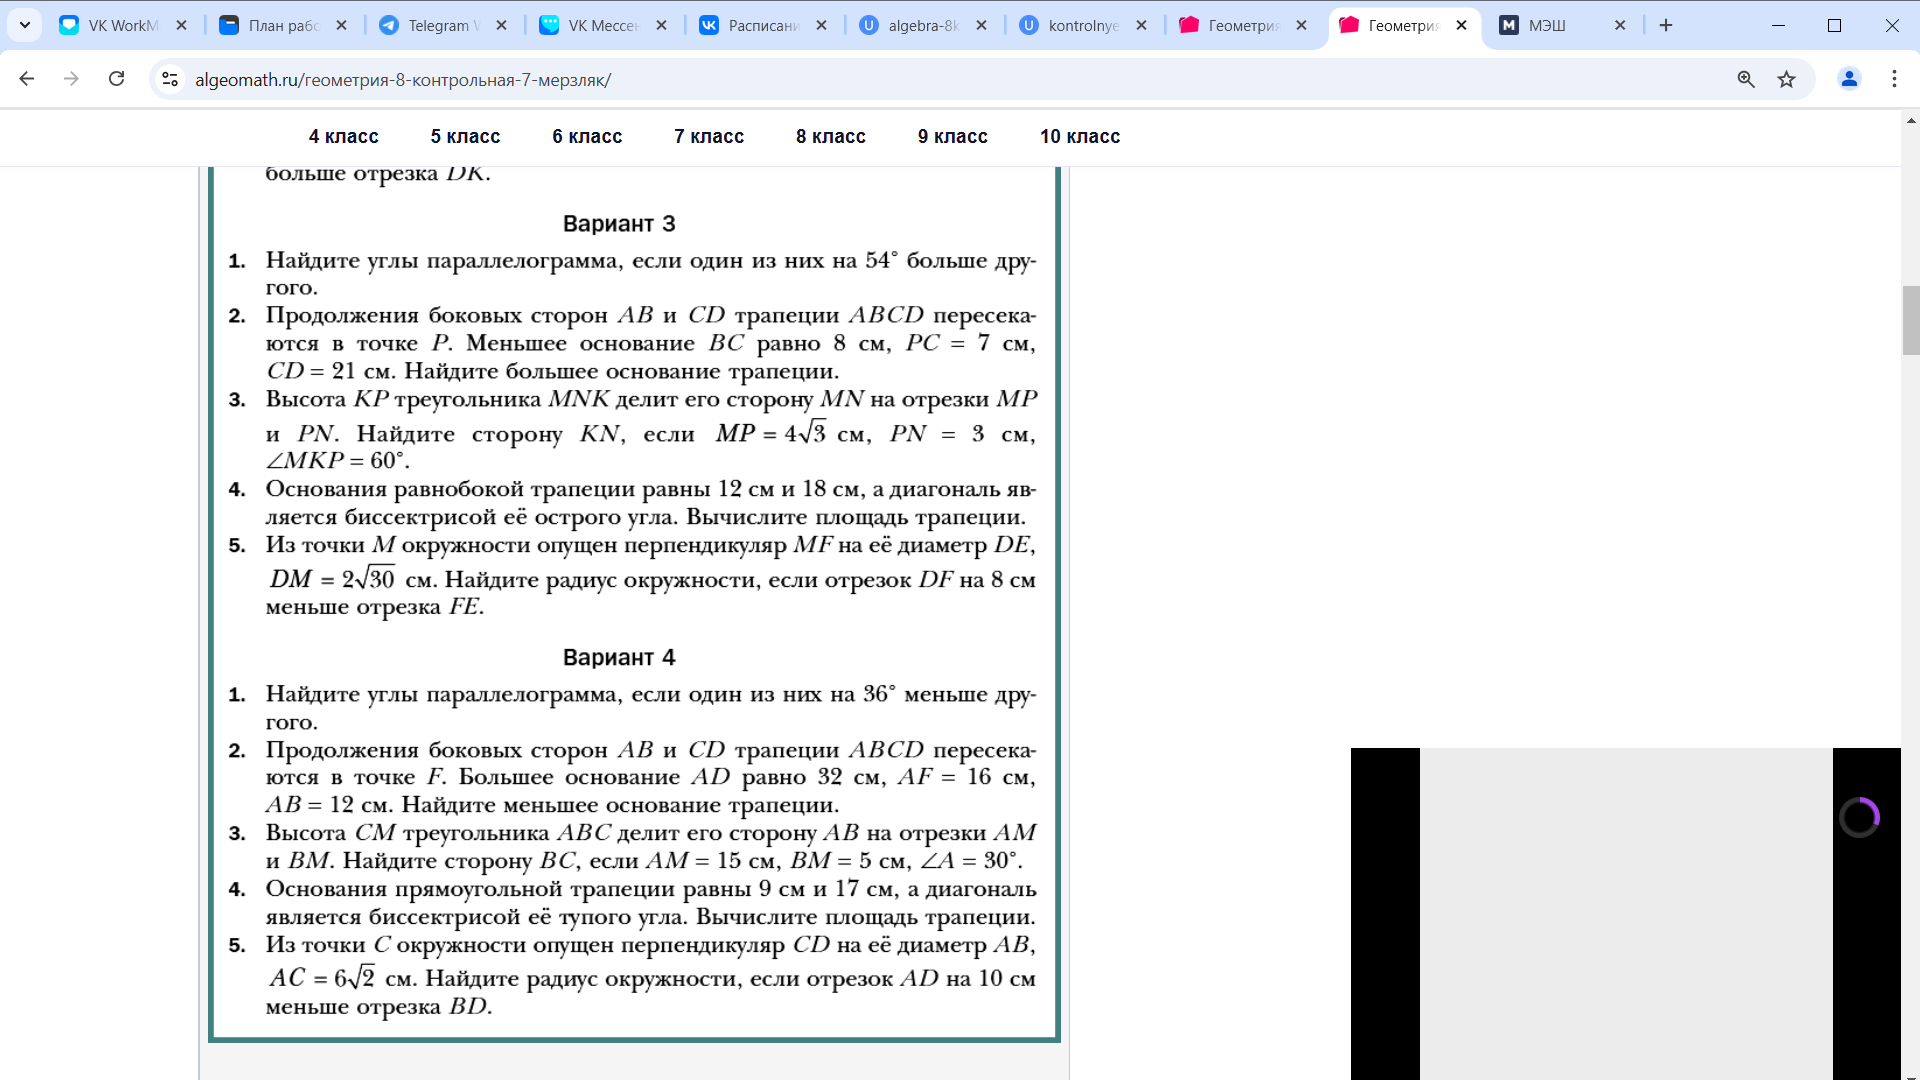 VK WorkM
План рабо
Telegram W
VK Мессен
Расписани
algebra-8k
kontrolnye
Геометрия
Геометрия
МЭШ
algeomath.ru/геометрия-8-контрольная-7-мерзляк/
4 класс 5 класс 6 класс 7 класс 8 класс 9 класс 10 класс
больше отрезка DK.
Вариант 3
1. Найдите углы параллелограмма, если один из них на 54° больше дру-
гого.
2. Продолжения боковых сторон AB и CD трапеции ABCD пересека-
ются в точке P. Меньшее основание BC равно 8 см, PC = 7 см,
CD = 21 см. Найдите большее основание трапеции.
3. Высота KP треугольника MNK делит его сторону MN на отрезки MP
и PN. Найдите сторону KN, если MP = 4√3 см, PN = 3 см,
∠MKP = 60°.
4. Основания равнобокой трапеции равны 12 см и 18 см, а диагональ яв-
ляется биссектрисой её острого угла. Вычислите площадь трапеции.
5. Из точки M окружности опущен перпендикуляр MF на её диаметр DE,
DM = 2√30 см. Найдите радиус окружности, если отрезок DF на 8 см
меньше отрезка FE.
Вариант 4
1. Найдите углы параллелограмма, если один из них на 36° меньше дру-
гого.
2. Продолжения боковых сторон AB и CD трапеции ABCD пересека-
ются в точке F. Большее основание AD равно 32 см, AF = 16 см,
AB = 12 см. Найдите меньшее основание трапеции.
3. Высота CM треугольника ABC делит его сторону AB на отрезки AM
и BM. Найдите сторону BC, если AM = 15 см, BM = 5 см, ∠A = 30°.
4. Основания прямоугольной трапеции равны 9 см и 17 см, а диагональ
является биссектрисой её тупого угла. Вычислите площадь трапеции.
5. Из точки C окружности опущен перпендикуляр CD на её диаметр AB,
AC = 6√2 см. Найдите радиус окружности, если отрезок AD на 10 см
меньше отрезка BD.